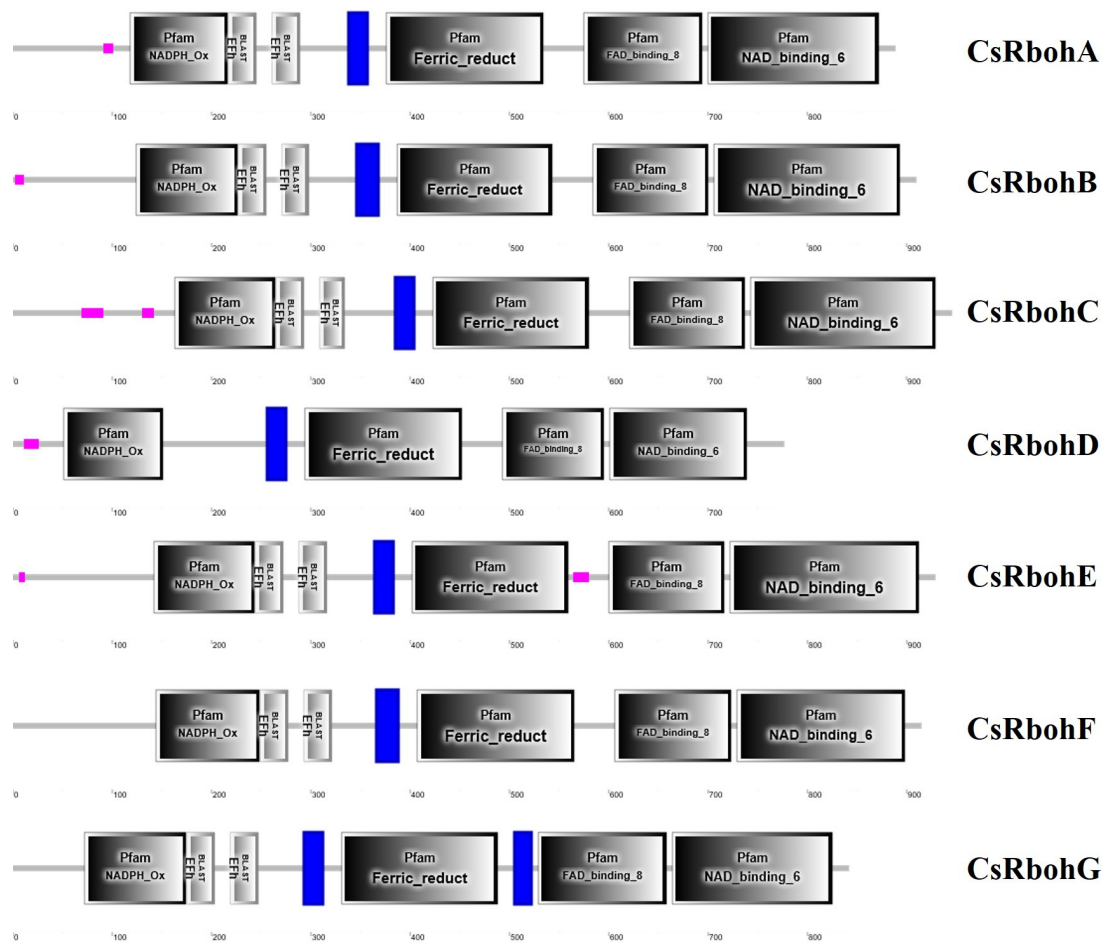 Pfam NADPH_Ox BLAST EFh BLAST EFh Pfam Ferric_reduct Pfam FAD_binding_8 Pfam NAD_binding_6 CsRbohA
0 100 200 300 400 500 600 700 800
Pfam NADPH_Ox BLAST EFh BLAST EFh Pfam Ferric_reduct Pfam FAD_binding_8 Pfam NAD_binding_6 CsRbohB
0 100 200 300 400 500 600 700 800 900
Pfam NADPH_Ox BLAST EFh BLAST EFh Pfam Ferric_reduct Pfam FAD_binding_8 Pfam NAD_binding_6 CsRbohC
0 100 200 300 400 500 600 700 800 900
Pfam NADPH_Ox Pfam Ferric_reduct Pfam FAD_binding_8 Pfam NAD_binding_6 CsRbohD
0 100 200 300 400 500 600 700
Pfam NADPH_Ox BLAST EFh BLAST EFh Pfam Ferric_reduct Pfam FAD_binding_8 Pfam NAD_binding_6 CsRbohE
0 100 200 300 400 500 600 700 800 900
Pfam NADPH_Ox BLAST EFh BLAST EFh Pfam Ferric_reduct Pfam FAD_binding_8 Pfam NAD_binding_6 CsRbohF
0 100 200 300 400 500 600 700 800 900
Pfam NADPH_Ox BLAST EFh BLAST EFh Pfam Ferric_reduct Pfam FAD_binding_8 Pfam NAD_binding_6 CsRbohG
0 100 200 300 400 500 600 700 800